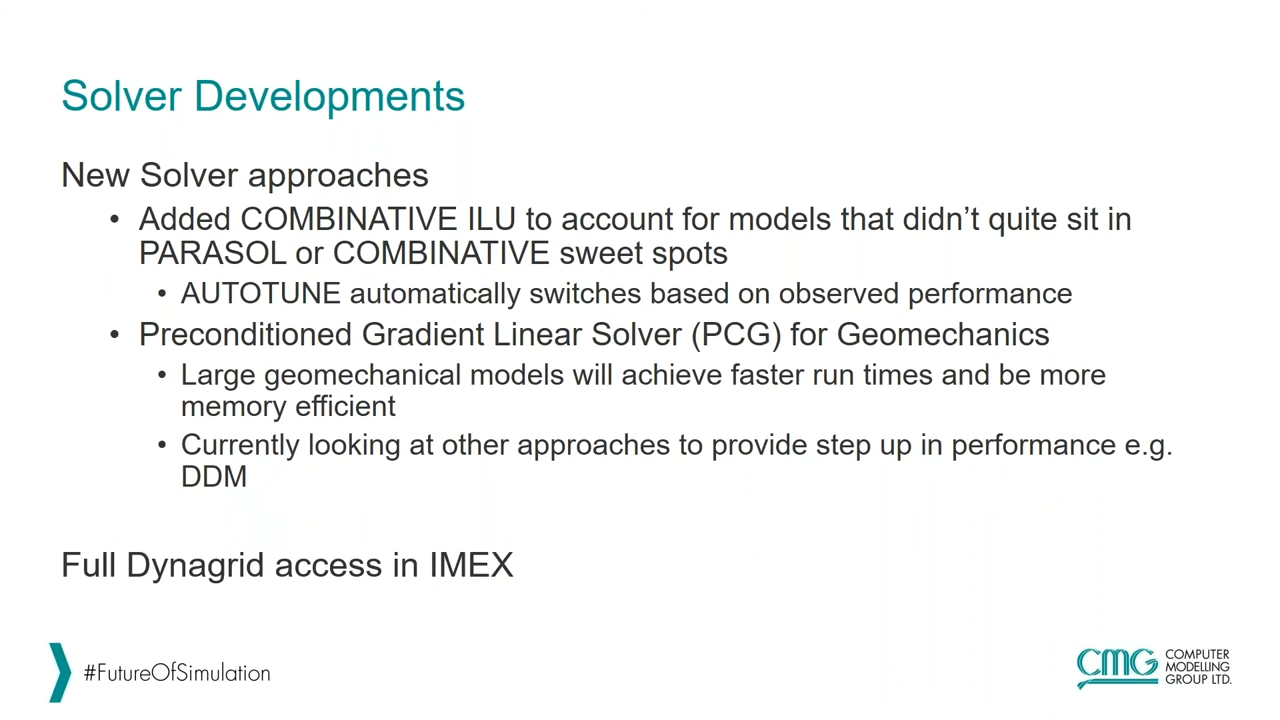 Solver Developments
New Solver approaches
• Added COMBINATIVE ILU to account for models that didn’t quite sit in
PARASOL or COMBINATIVE sweet spots
• AUTOTUNE automatically switches based on observed performance
• Preconditioned Gradient Linear Solver (PCG) for Geomechanics
• Large geomechanical models will achieve faster run times and be more
memory efficient
• Currently looking at other approaches to provide step up in performance e.g.
DDM
Full Dynagrid access in IMEX
#FutureOfSimulation
CMG
COMPUTER
MODELLING
GROUP LTD.